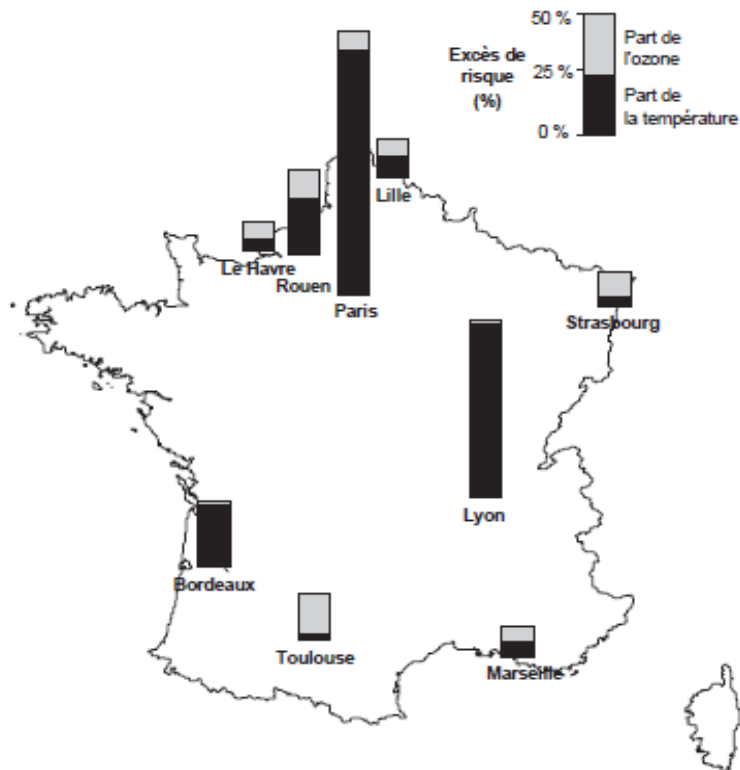 50 %
Excès de
risque
(%)
25 %
0 %
Part de
l'ozone
Part de
la température
Lille
Le Havre
Rouen
Paris
Strasbourg
Lyon
Bordeaux
Toulouse
Marseille